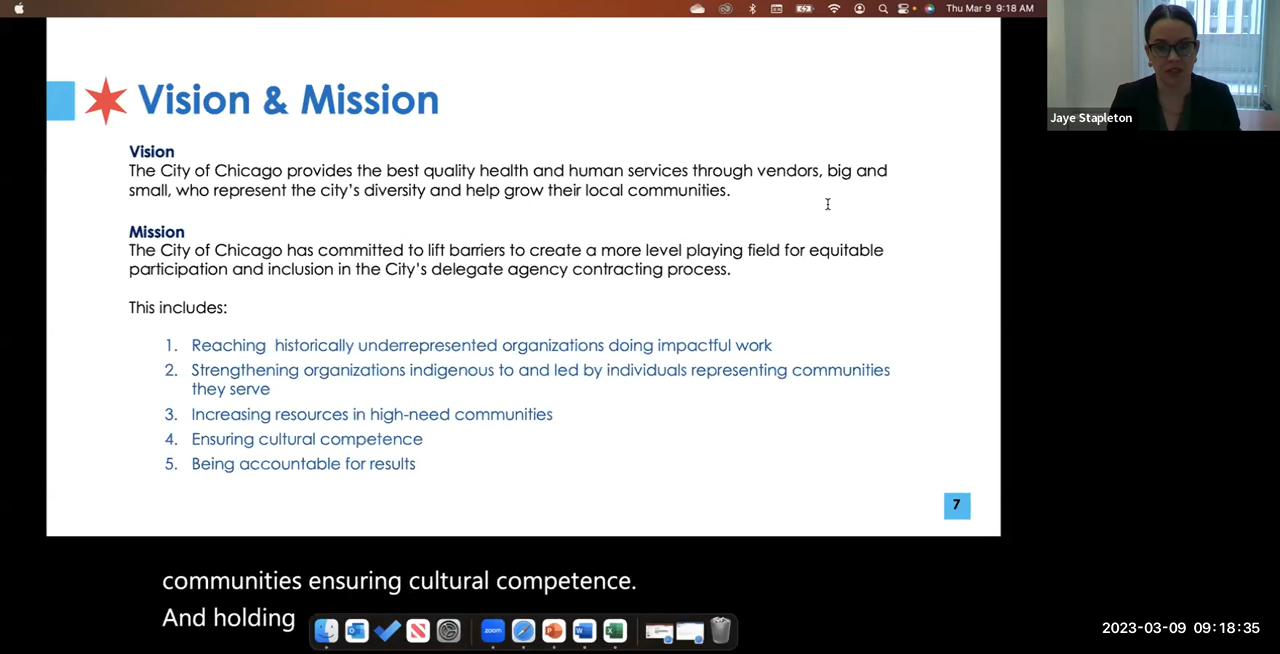 Thu Mar 9 9:18 AM
Vision & Mission
Jaye Stapleton
Vision
The City of Chicago provides the best quality health and human services through vendors, big and
small, who represent the city's diversity and help grow their local communities.
Mission
The City of Chicago has committed to lift barriers to create a more level playing field for equitable
participation and inclusion in the City's delegate agency contracting process.
This includes:
1. Reaching historically underrepresented organizations doing impactful work
2. Strengthening organizations indigenous to and led by individuals representing communities
they serve
3. Increasing resources in high-need communities
4. Ensuring cultural competence
5. Being accountable for results
7
communities ensuring cultural competence.
And holding
zoom
2023-03-09 09:18:35